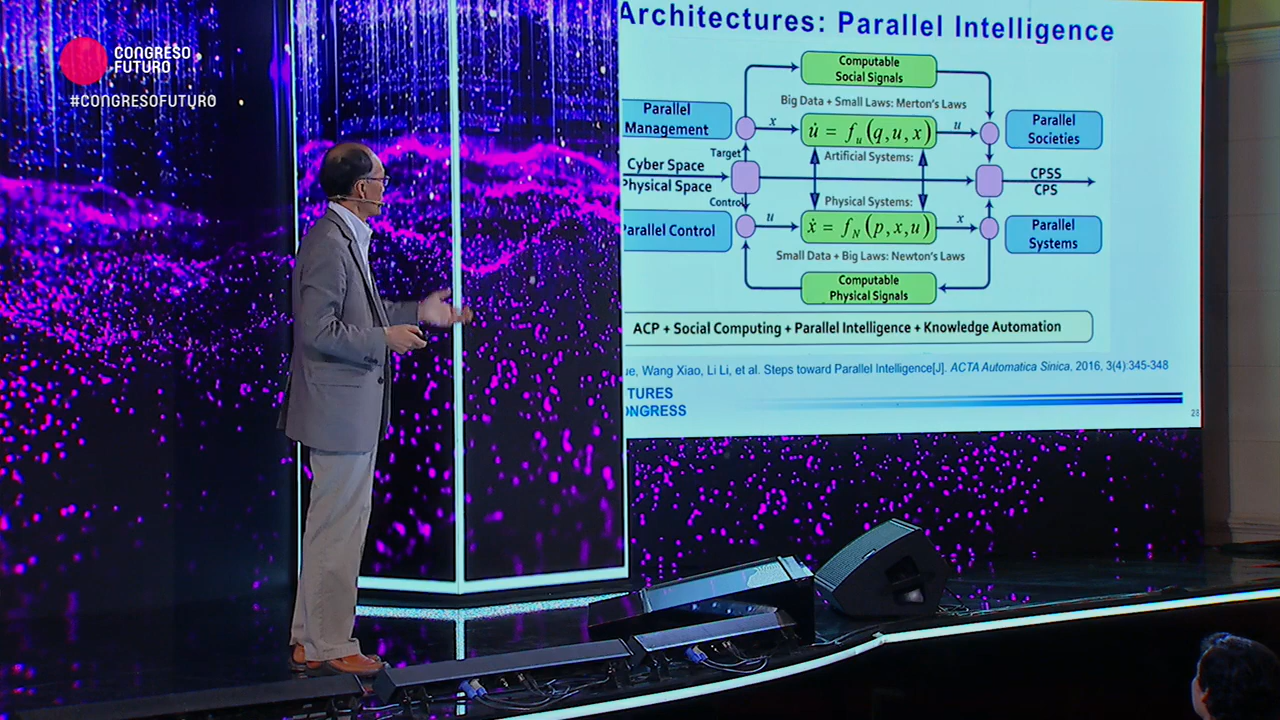 CONGRESO
FUTURO
#CONGRESOFUTURO
Architectures: Parallel Intelligence
Computable
Social Signals
Big Data + Small Laws: Merton's Laws
Parallel
Management
x
u̇ = fᵤ(q,u,x)
u
Parallel
Societies
Target
Artificial Systems:
Cyber Space
Physical Space
CPSS
CPS
Control
Physical Systems:
Parallel Control
u
ẋ = f_N(p,x,u)
x
Parallel
Systems
Small Data + Big Laws: Newton's Laws
Computable
Physical Signals
ACP + Social Computing + Parallel Intelligence + Knowledge Automation
Wang Xiao, Li Li, et al. Steps toward Parallel Intelligence[J]. ACTA Automatica Sinica, 2016, 3(4):345-348
TURES
ONGRESS
28